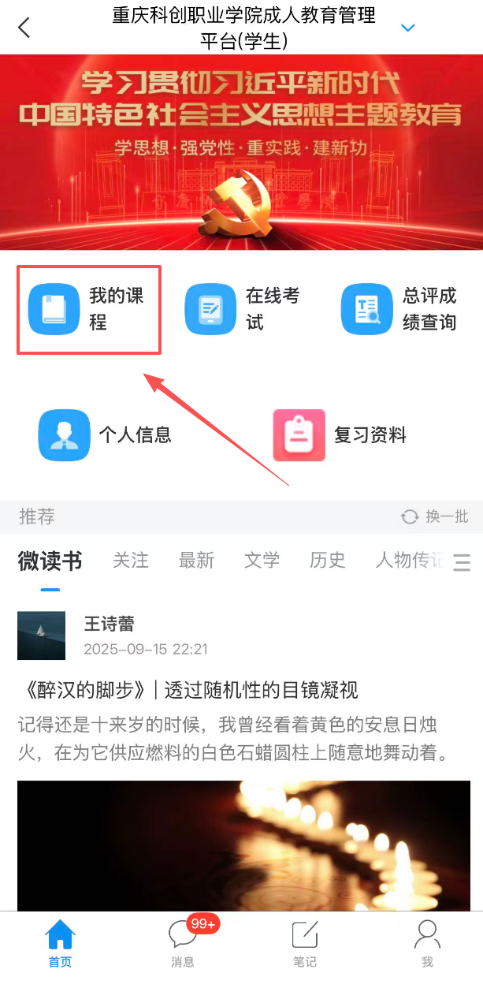 重庆科创职业学院成人教育管理
平台(学生)
学习贯彻习近平新时代
中国特色社会主义思想主题教育
学思想·强党性·重实践·建新功
我的课
程
在线考
试
总评成
绩查询
个人信息
复习资料
推荐
换一批
微读书 关注 最新 文学 历史 人物传记
王诗蕾
2025-09-15 22:21
《醉汉的脚步》| 透过随机性的目镜凝视
记得还是十来岁的时候，我曾经看着黄色的安息日烛
火，在为它供应燃料的白色石蜡圆柱上随意地舞动着。
99+
首页 消息 笔记 我